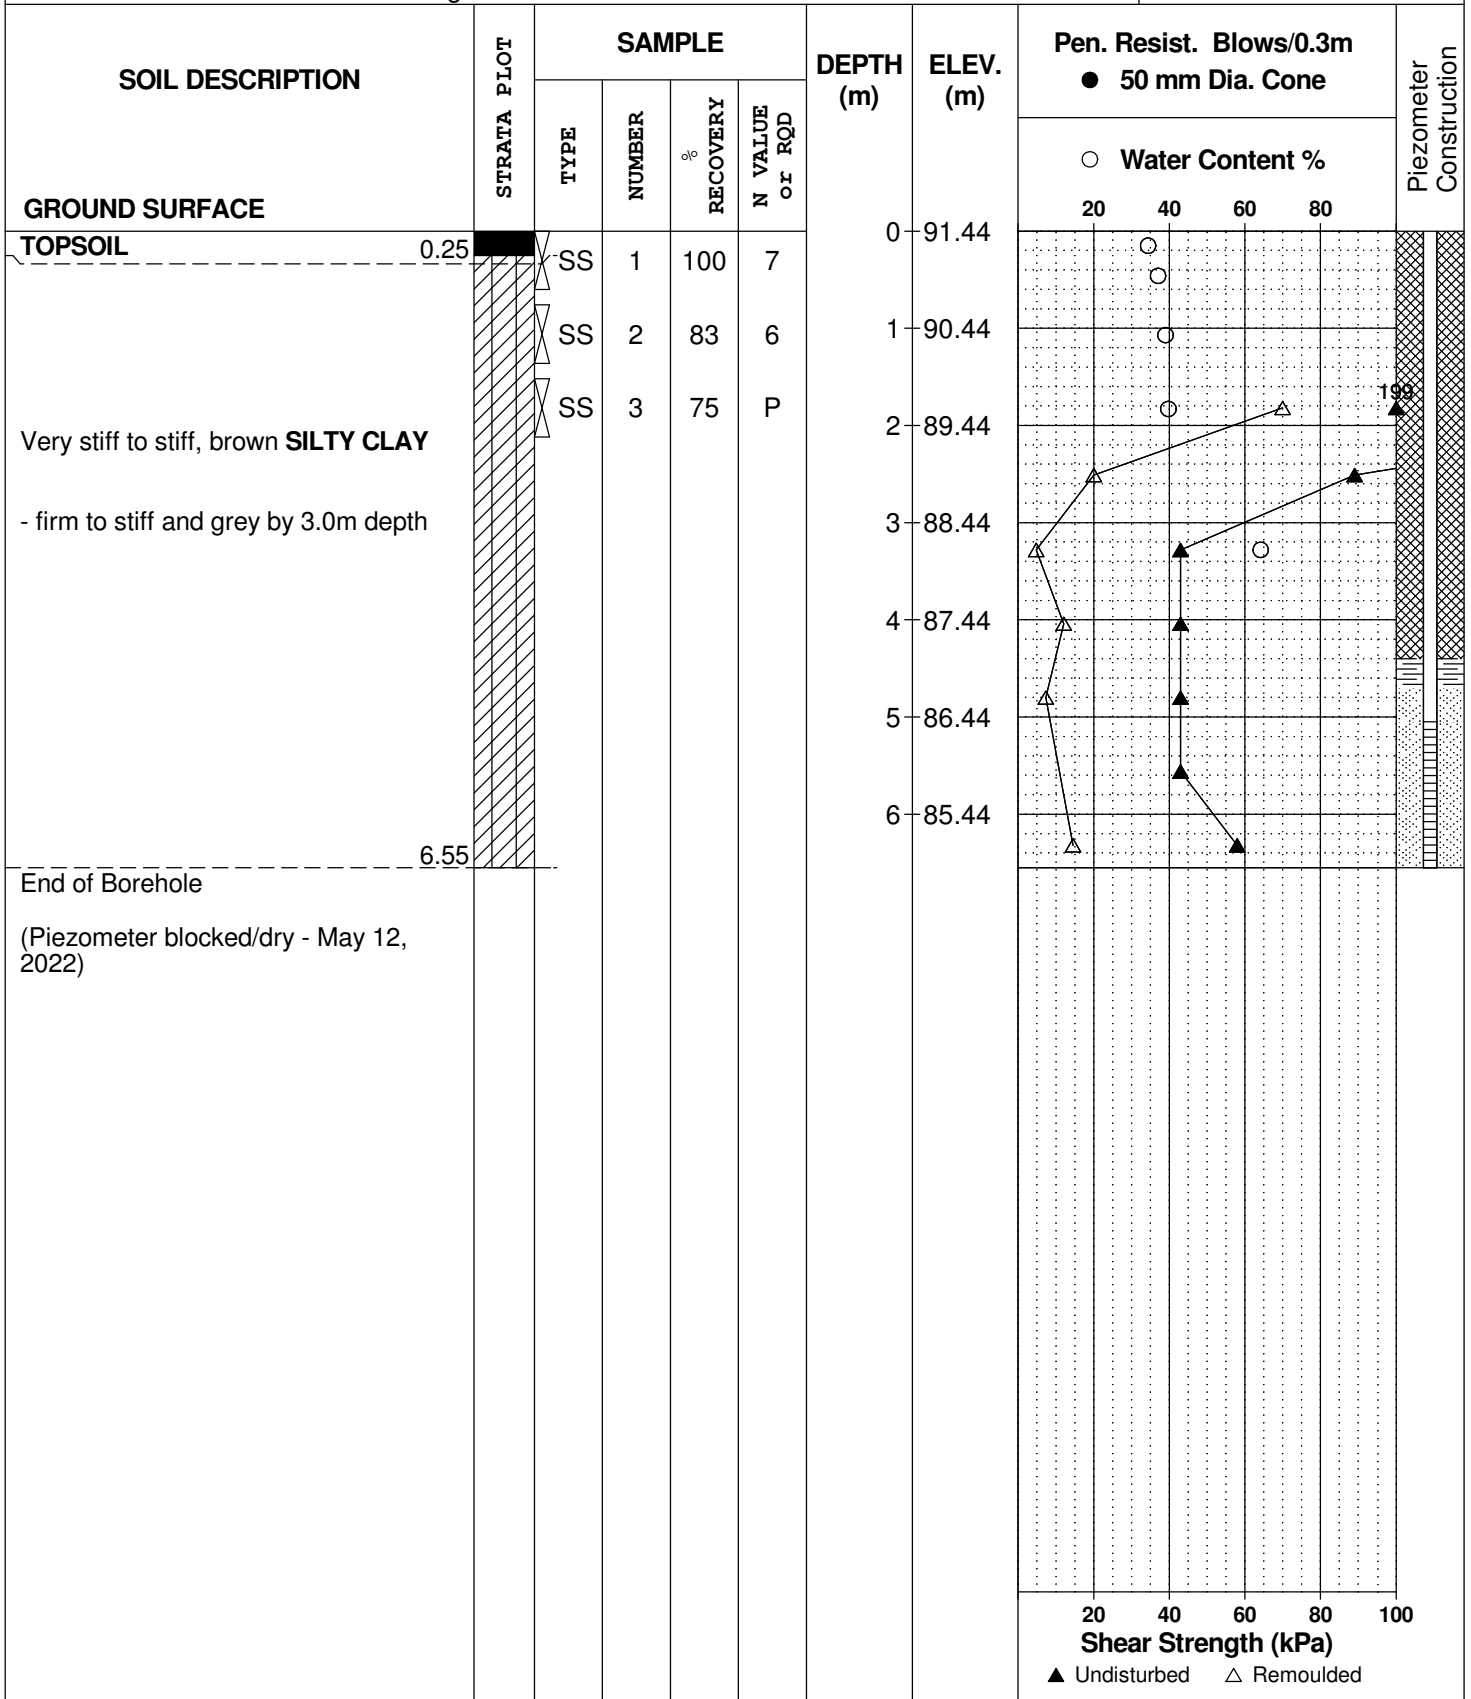 SOIL DESCRIPTION
GROUND SURFACE
STRATA PLOT
SAMPLE
TYPE
NUMBER
%
RECOVERY
N VALUE
or RQD
DEPTH
(m)
ELEV.
(m)
Pen. Resist. Blows/0.3m
● 50 mm Dia. Cone
○ Water Content %
20 40 60 80
Piezometer
Construction
TOPSOIL 0.25
SS 1 100 7
SS 2 83 6
SS 3 75 P
Very stiff to stiff, brown SILTY CLAY
- firm to stiff and grey by 3.0m depth
6.55
End of Borehole
(Piezometer blocked/dry - May 12,
2022)
0 91.44
1 90.44
2 89.44
3 88.44
4 87.44
5 86.44
6 85.44
199
20 40 60 80 100
Shear Strength (kPa)
▲ Undisturbed △ Remoulded